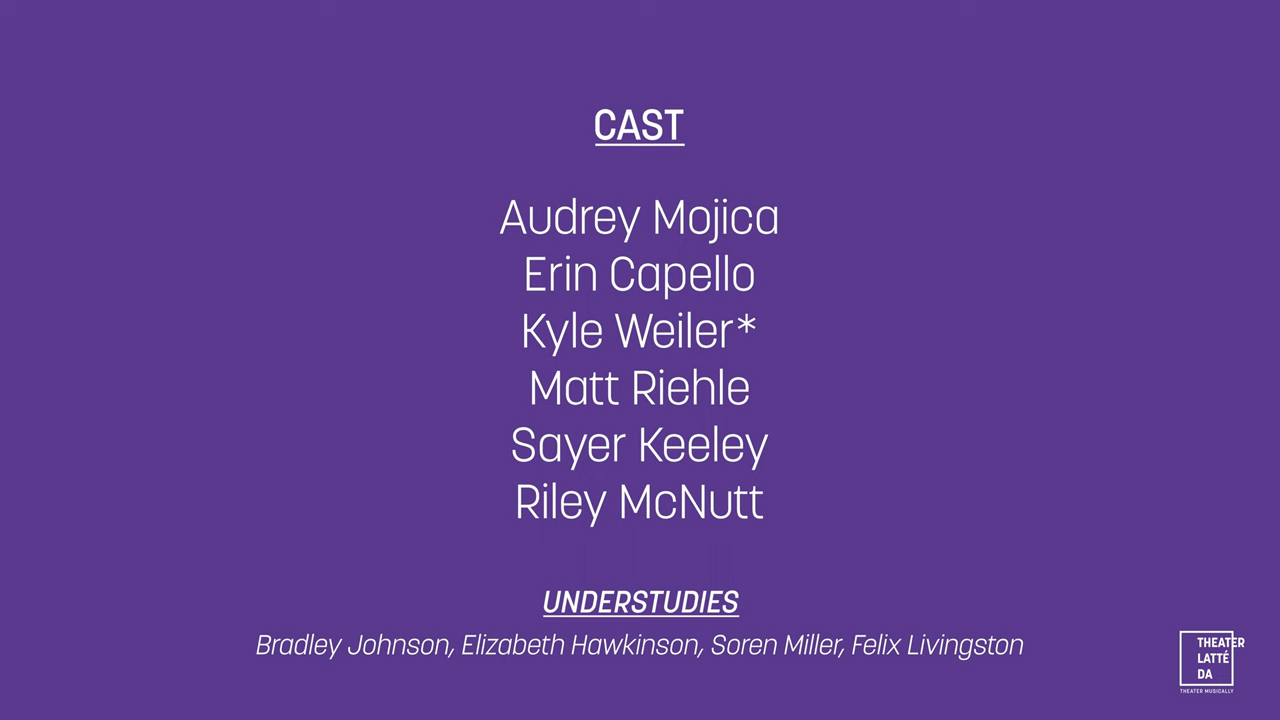 CAST
Audrey Mojica
Erin Capello
Kyle Weiler*
Matt Riehle
Sayer Keeley
Riley McNutt
UNDERSTUDIES
Bradley Johnson, Elizabeth Hawkinson, Soren Miller, Felix Livingston
THEATER
LATTÉ
DA
THEATER MUSICALLY